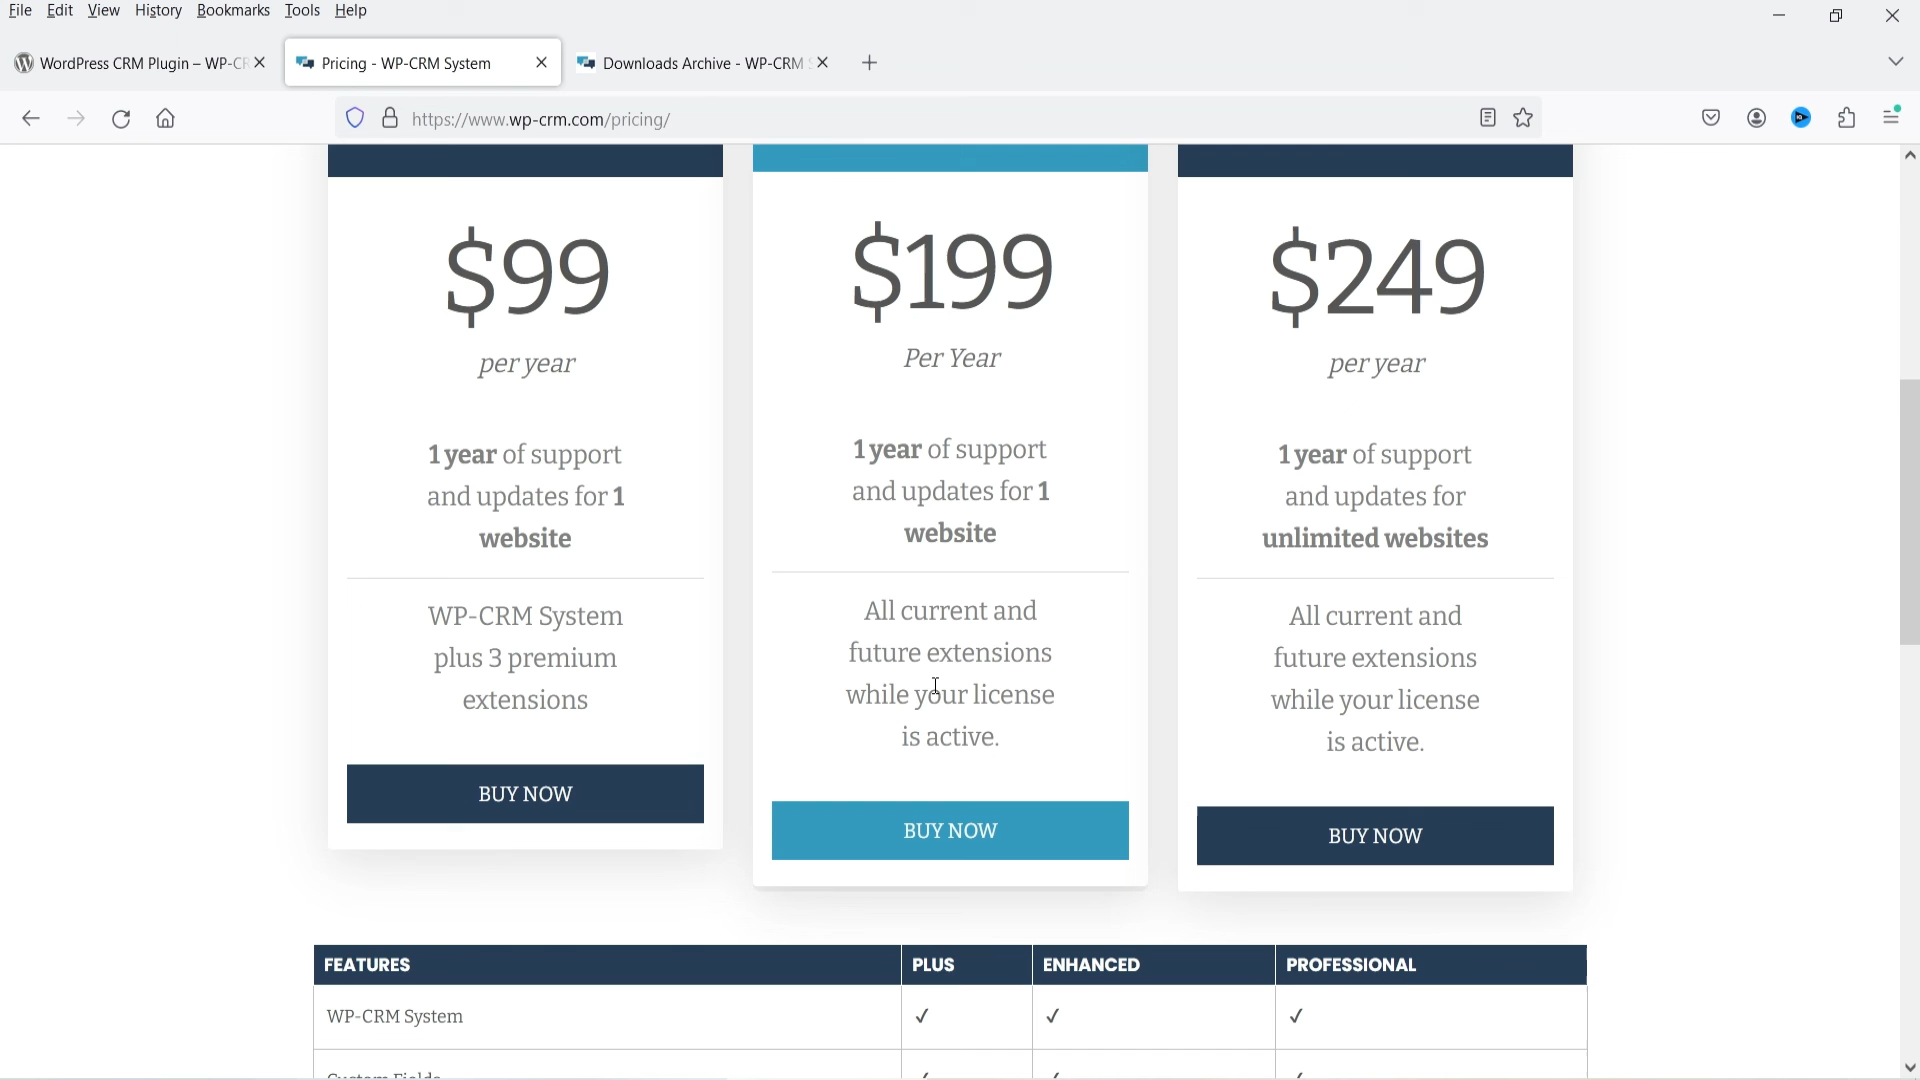 File Edit View History Bookmarks Tools Help
WordPress CRM Plugin – WP-CR
Pricing - WP-CRM System
Downloads Archive - WP-CRM S
https://www.wp-crm.com/pricing/
$99
per year
1 year of support
and updates for 1
website
WP-CRM System
plus 3 premium
extensions
BUY NOW
$199
Per Year
1 year of support
and updates for 1
website
All current and
future extensions
while your license
is active.
BUY NOW
$249
per year
1 year of support
and updates for
unlimited websites
All current and
future extensions
while your license
is active.
BUY NOW
FEATURES PLUS ENHANCED PROFESSIONAL
WP-CRM System ✓ ✓ ✓